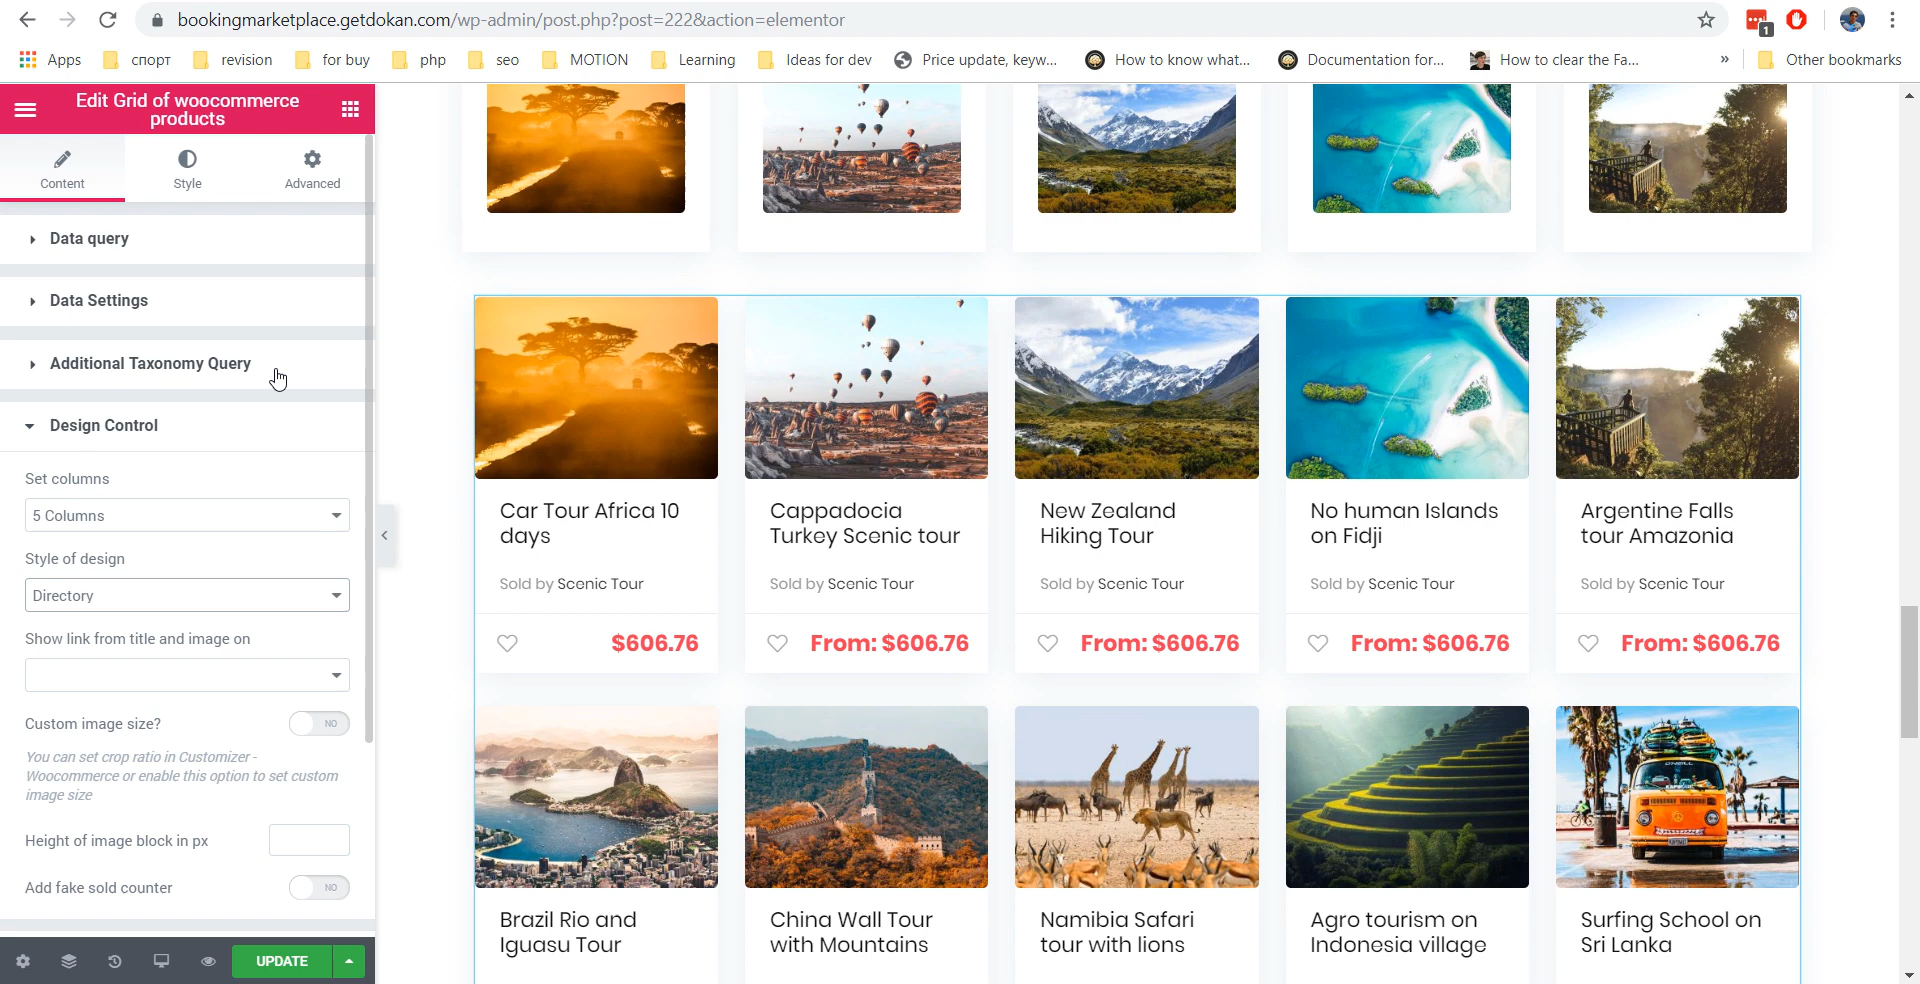 bookingmarketplace.getdokan.com/wp-admin/post.php?post=222&action=elementor
1
Apps спорт revision for buy php seo MOTION Learning Ideas for dev Price update, keyw... How to know what... Documentation for... How to clear the Fa... » Other bookmarks
Edit Grid of woocommerce
products
Content Style Advanced
Data query
Data Settings
Additional Taxonomy Query
Design Control
Set columns
5 Columns
Style of design
Directory
Show link from title and image on
Custom image size? NO
You can set crop ratio in Customizer -
Woocommerce or enable this option to set custom
image size
Height of image block in px
Add fake sold counter NO
UPDATE
Car Tour Africa 10
days
Sold by Scenic Tour
$606.76
Cappadocia
Turkey Scenic tour
Sold by Scenic Tour
From: $606.76
New Zealand
Hiking Tour
Sold by Scenic Tour
From: $606.76
No human Islands
on Fidji
Sold by Scenic Tour
From: $606.76
Argentine Falls
tour Amazonia
Sold by Scenic Tour
From: $606.76
Brazil Rio and
Iguasu Tour
China Wall Tour
with Mountains
Namibia Safari
tour with lions
Agro tourism on
Indonesia village
Surfing School on
Sri Lanka